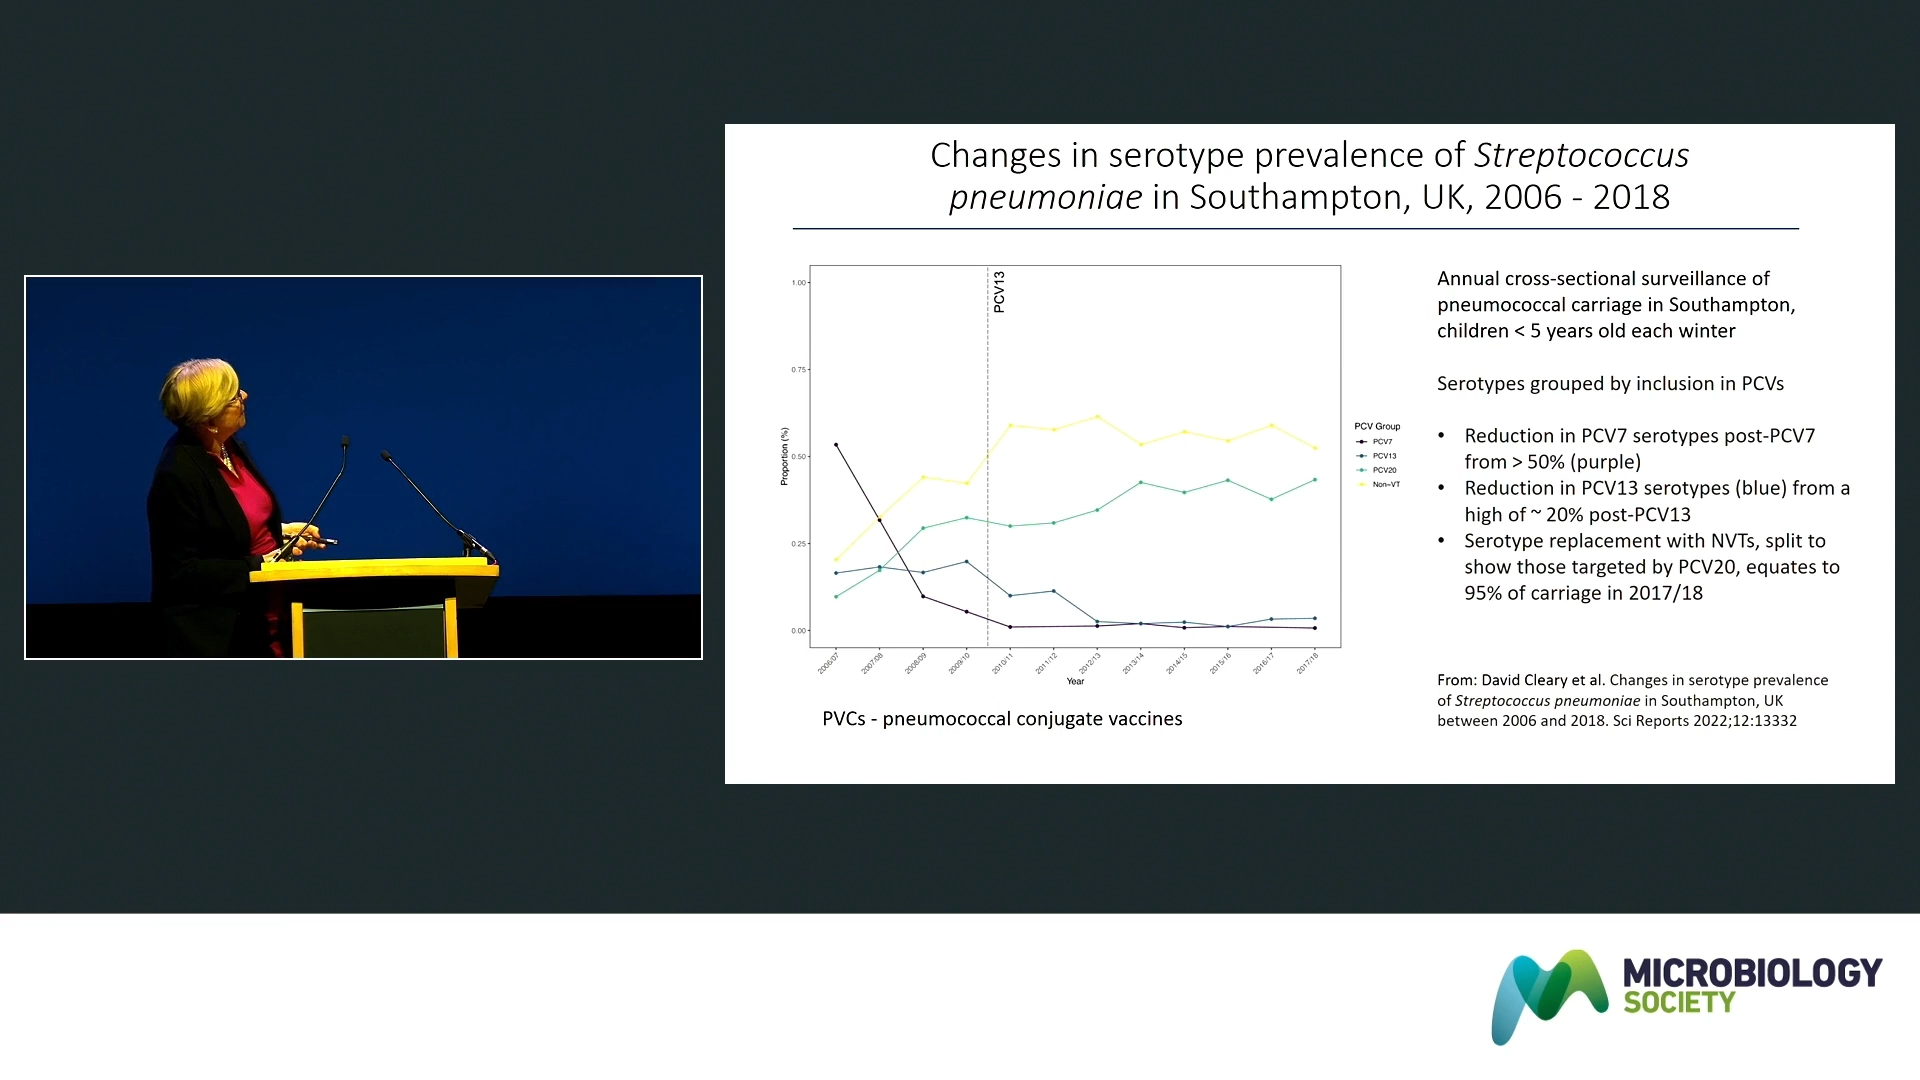 Changes in serotype prevalence of Streptococcus
pneumoniae in Southampton, UK, 2006 - 2018
PCV13
1.00
0.75
0.50
0.25
0.00
Proportion (%)
2006/07
2007/08
2008/09
2009/10
2010/11
2011/12
2012/13
2013/14
2014/15
2015/16
2016/17
2017/18
Year
PCV Group
PCV7
PCV13
PCV20
Non-VT
PVCs - pneumococcal conjugate vaccines
Annual cross-sectional surveillance of
pneumococcal carriage in Southampton,
children < 5 years old each winter
Serotypes grouped by inclusion in PCVs
• Reduction in PCV7 serotypes post-PCV7
from > 50% (purple)
• Reduction in PCV13 serotypes (blue) from a
high of ~ 20% post-PCV13
• Serotype replacement with NVTs, split to
show those targeted by PCV20, equates to
95% of carriage in 2017/18
From: David Cleary et al. Changes in serotype prevalence
of Streptococcus pneumoniae in Southampton, UK
between 2006 and 2018. Sci Reports 2022;12:13332
MICROBIOLOGY
SOCIETY